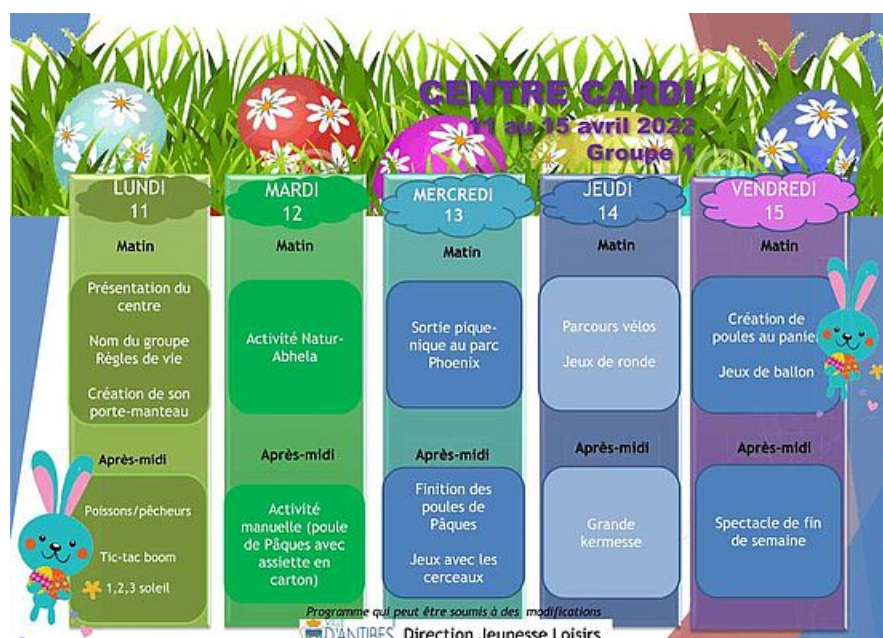 CENTRE CARDI
11 au 15 avril 2022
Groupe 1
LUNDI
11
Matin
Présentation du
centre
Nom du groupe
Règles de vie
Création de son
porte-manteau
Après-midi
Poissons/pêcheurs
Tic-tac boom
1,2,3 soleil
MARDI
12
Matin
Activité Natur-
Abhela
Après-midi
Activité
manuelle (poule
de Pâques avec
assiette en
carton)
MERCREDI
13
Matin
Sortie pique-
nique au parc
Phoenix
Après-midi
Finition des
poules de
Pâques
Jeux avec les
cerceaux
JEUDI
14
Matin
Parcours vélos
Jeux de ronde
Après-midi
Grande
kermesse
VENDREDI
15
Matin
Création de
poules au panier
Jeux de ballon
Après-midi
Spectacle de fin
de semaine
Programme qui peut être soumis à des modifications
D'ANTIBES Direction Jeunesse Loisirs